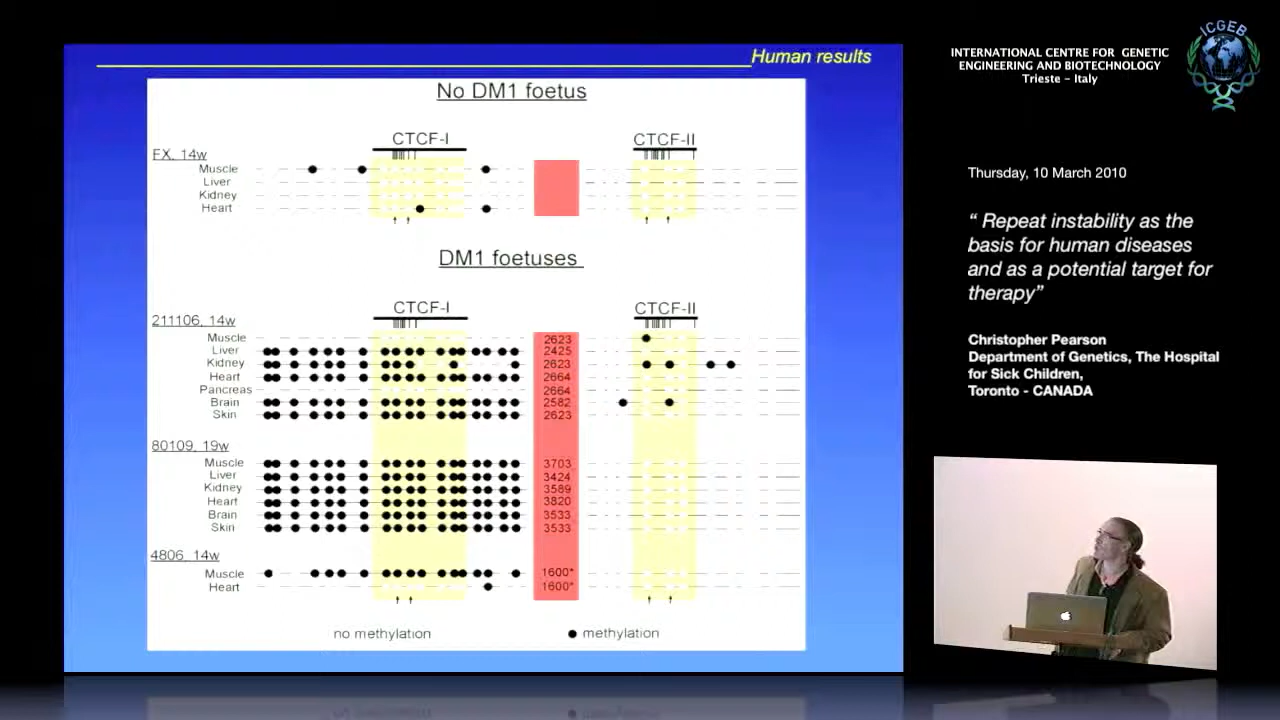 Human results
No DM1 foetus
CTCF-I
CTCF-II
FX, 14w
Muscle
Liver
Kidney
Heart
DM1 foetuses
CTCF-I
CTCF-II
211106, 14w
Muscle 2623
Liver 2425
Kidney 2623
Heart 2664
Pancreas 2664
Brain 2582
Skin 2623
80109, 19w
Muscle 3703
Liver 3424
Kidney 3589
Heart 3820
Brain 3533
Skin 3533
4806, 14w
Muscle 1600*
Heart 1600*
no methylation
methylation
INTERNATIONAL CENTRE FOR GENETIC
ENGINEERING AND BIOTECHNOLOGY
Trieste - Italy
ICGEB
Thursday, 10 March 2010
“ Repeat instability as the
basis for human diseases
and as a potential target for
therapy”
Christopher Pearson
Department of Genetics, The Hospital
for Sick Children,
Toronto - CANADA